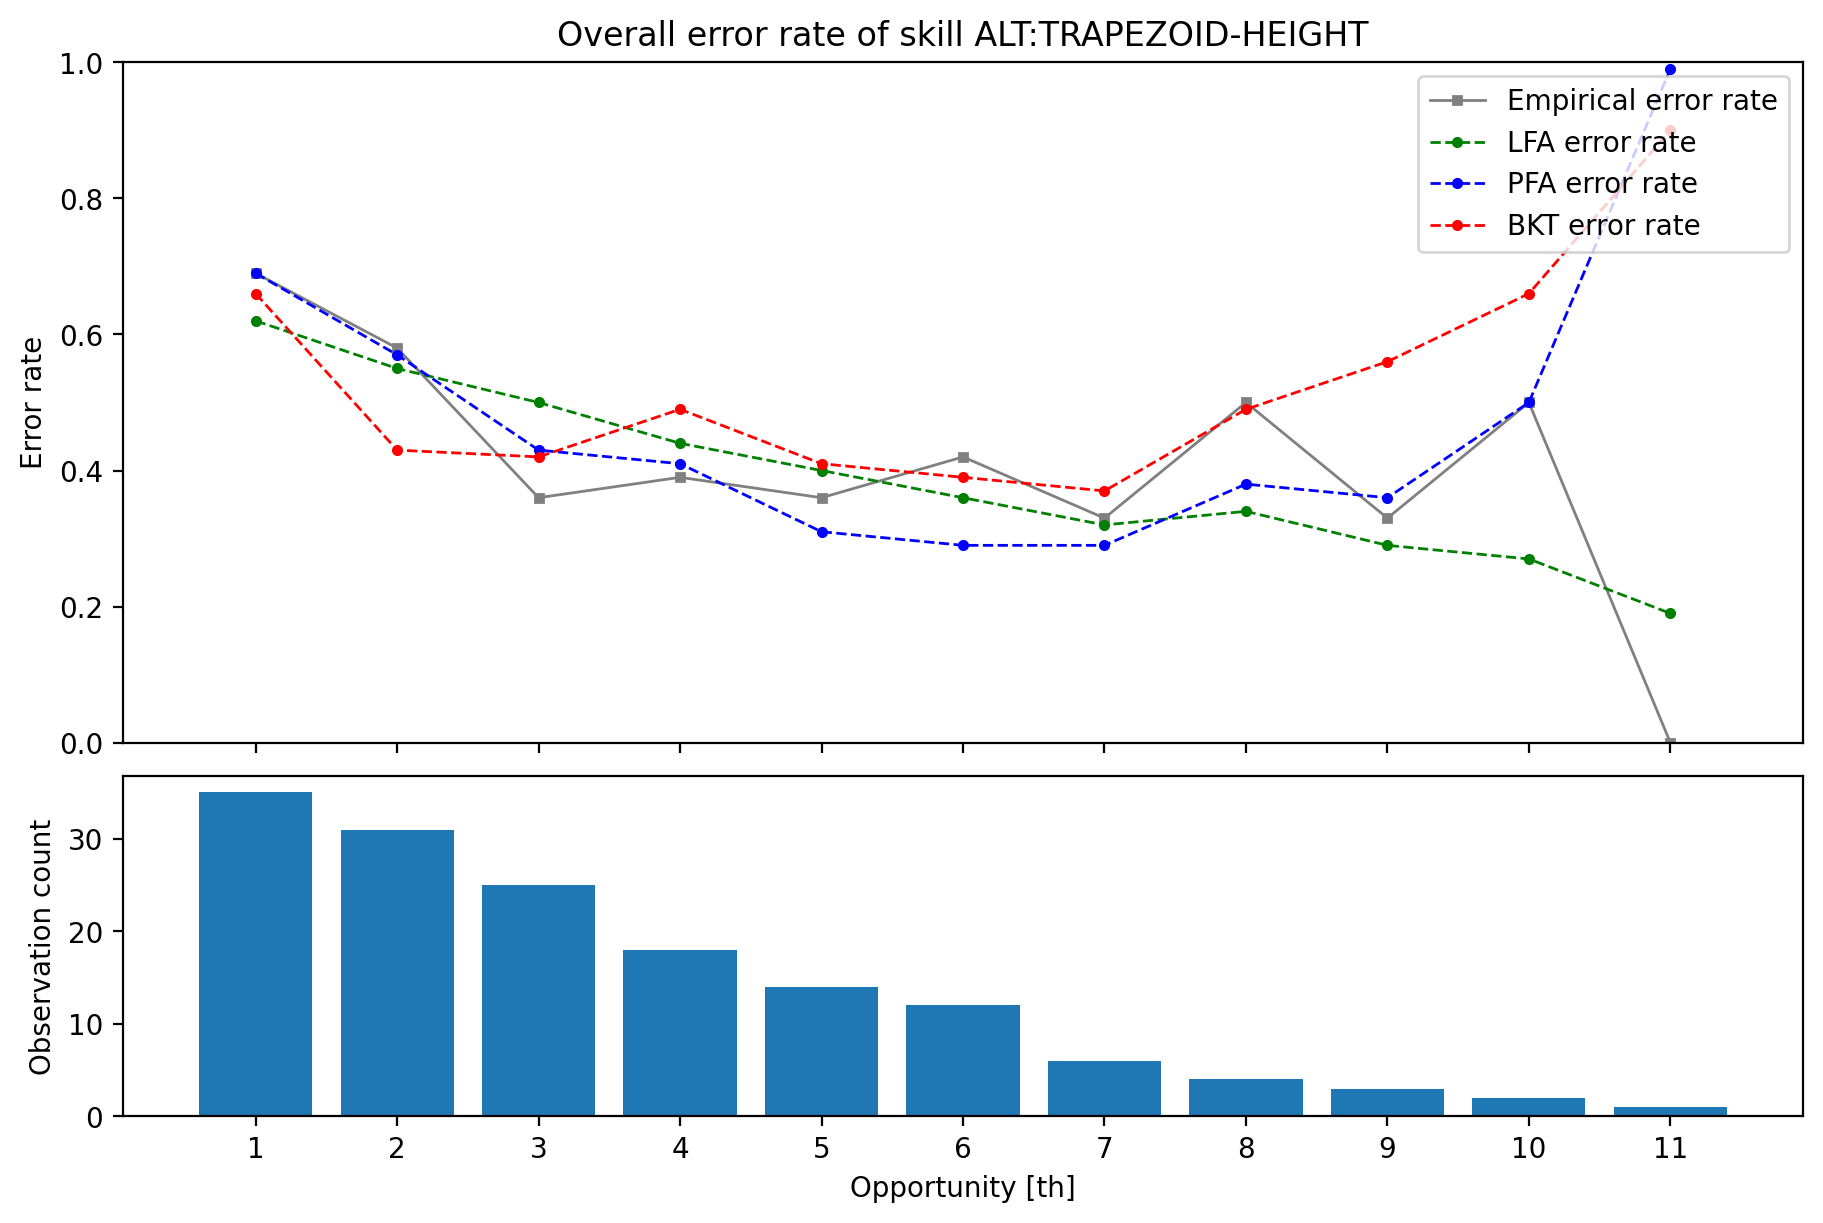 Overall error rate of skill ALT:TRAPEZOID-HEIGHT
1.0
0.8
0.6
0.4
0.2
0.0
Error rate
Empirical error rate
LFA error rate
PFA error rate
BKT error rate
30
20
10
0
Observation count
1 2 3 4 5 6 7 8 9 10 11
Opportunity [th]